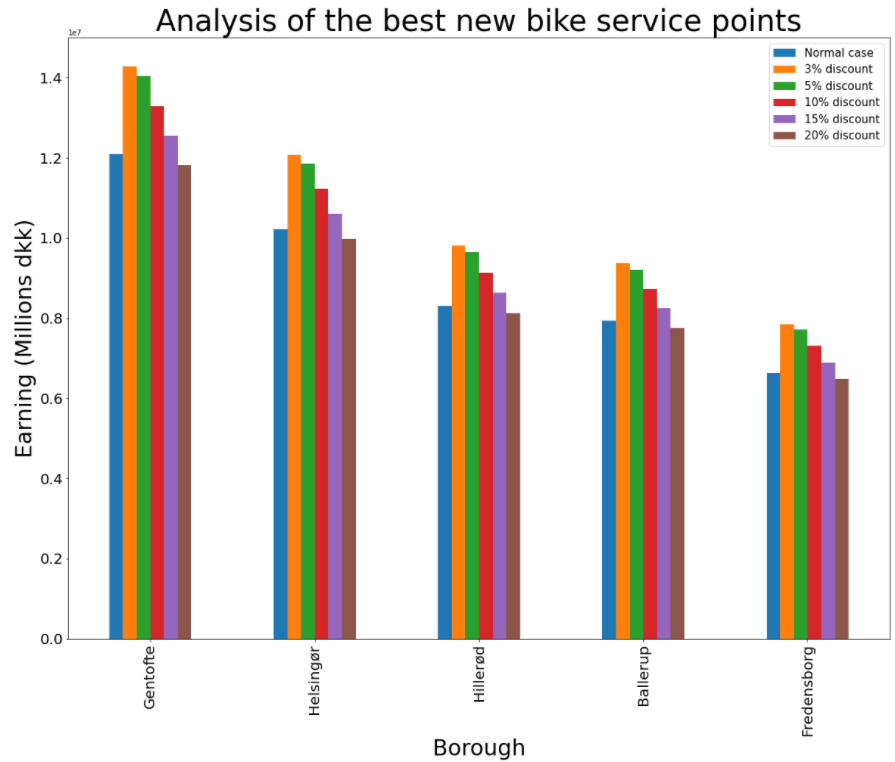 Analysis of the best new bike service points
1e7
Normal case
3% discount
5% discount
10% discount
15% discount
20% discount
1.4
1.2
1.0
0.8
0.6
0.4
0.2
0.0
Earning (Millions dkk)
Gentofte
Helsingør
Hillerød
Ballerup
Fredensborg
Borough